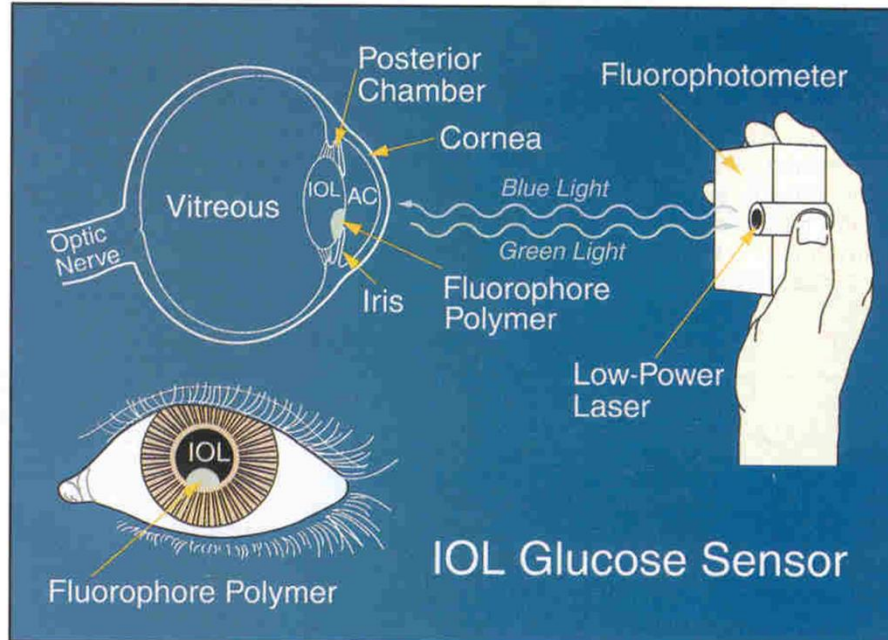 Posterior
Chamber
Cornea
Fluorophotometer
IOL
AC
Vitreous
Blue Light
Green Light
Optic
Nerve
Iris
Fluorophore
Polymer
Low-Power
Laser
IOL
Fluorophore Polymer
IOL Glucose Sensor